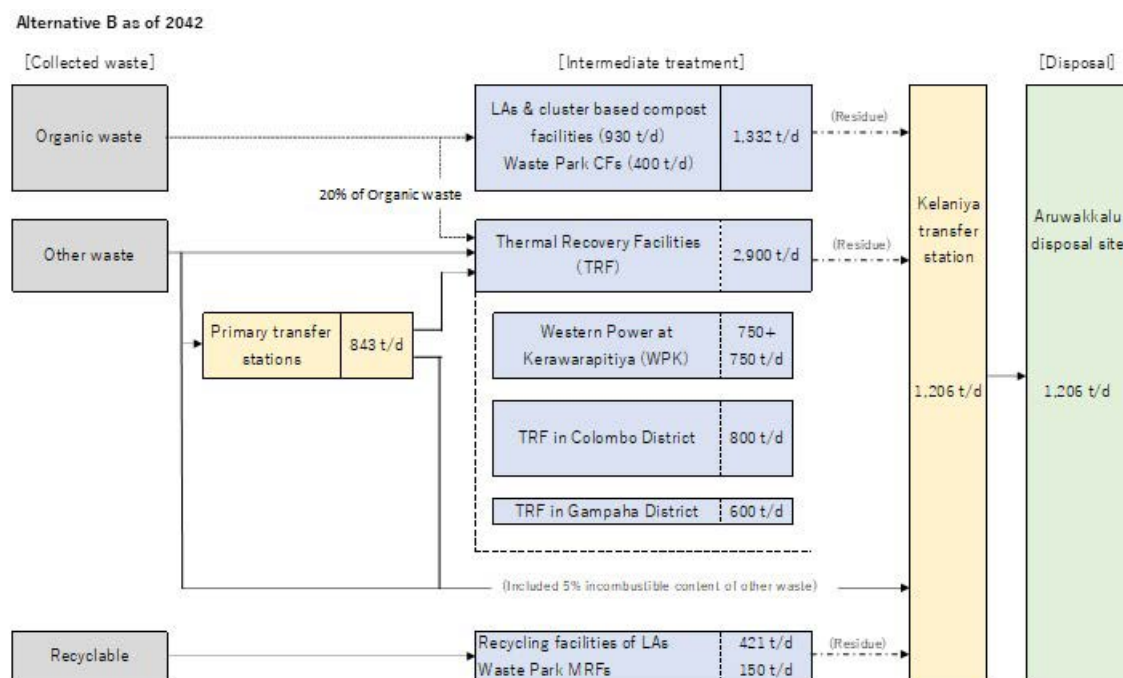 Alternative B as of 2042
[Collected waste]
[Intermediate treatment]
[Disposal]
Organic waste
LAs & cluster based compost
facilities (930 t/d)
Waste Park CFs (400 t/d)
1,332 t/d
(Residue)
20% of Organic waste
Other waste
Thermal Recovery Facilities
(TRF)
2,900 t/d
(Residue)
Kelaniya
transfer
station
Aruwakkalu
disposal site
Primary transfer
stations
843 t/d
Western Power at
Kerawarapitiya (WPK)
750+
750 t/d
1,206 t/d
1,206 t/d
TRF in Colombo District
800 t/d
TRF in Gampaha District
600 t/d
(Included 5% incombustible content of other waste)
Recyclable
Recycling facilities of LAs
Waste Park MRFs
421 t/d
150 t/d
(Residue)